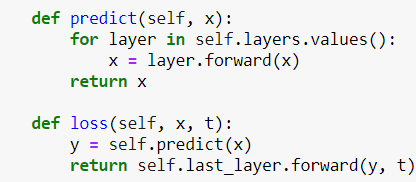 def predict(self, x):
    for layer in self.layers.values():
        x = layer.forward(x)
    return x

def loss(self, x, t):
    y = self.predict(x)
    return self.last_layer.forward(y, t)